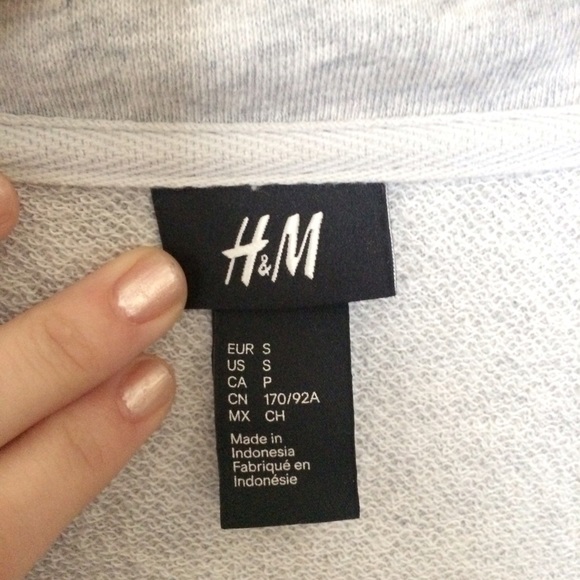 H&M
EUR S
US S
CA P
CN 170/92A
MX CH
Made in
Indonesia
Fabriqué en
Indonésie